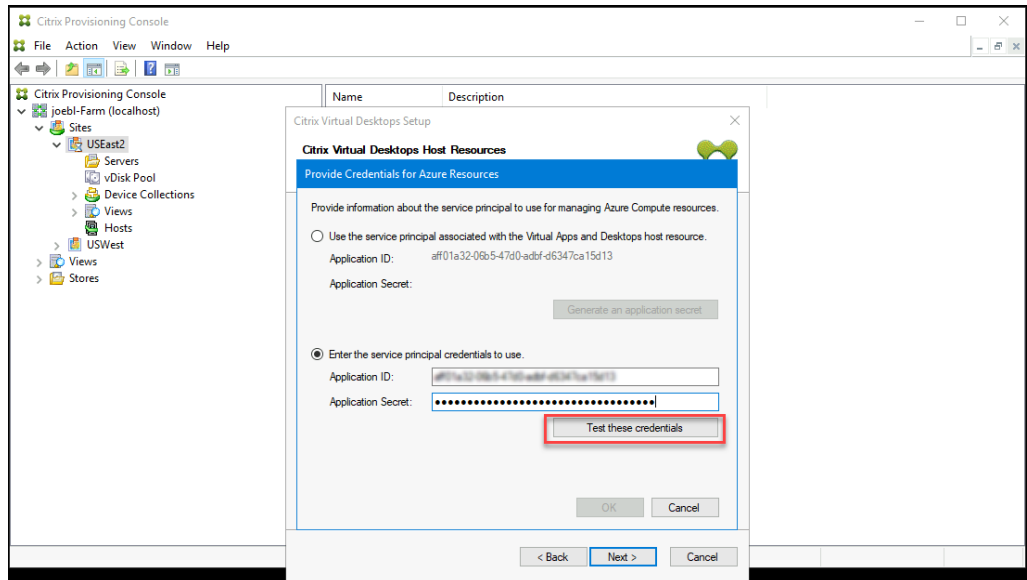 Citrix Provisioning Console
File Action View Window Help
Citrix Provisioning Console
joebl-Farm (localhost)
Sites
USEast2
Servers
vDisk Pool
Device Collections
Views
Hosts
USWest
Views
Stores
Name Description
Citrix Virtual Desktops Setup
Citrix Virtual Desktops Host Resources
Provide Credentials for Azure Resources
Provide information about the service principal to use for managing Azure Compute resources.
Use the service principal associated with the Virtual Apps and Desktops host resource.
Application ID: aff01a32-06b5-47d0-adbf-d6347ca15d13
Application Secret:
Generate an application secret
Enter the service principal credentials to use.
Application ID:
Application Secret:
Test these credentials
OK Cancel
< Back Next > Cancel